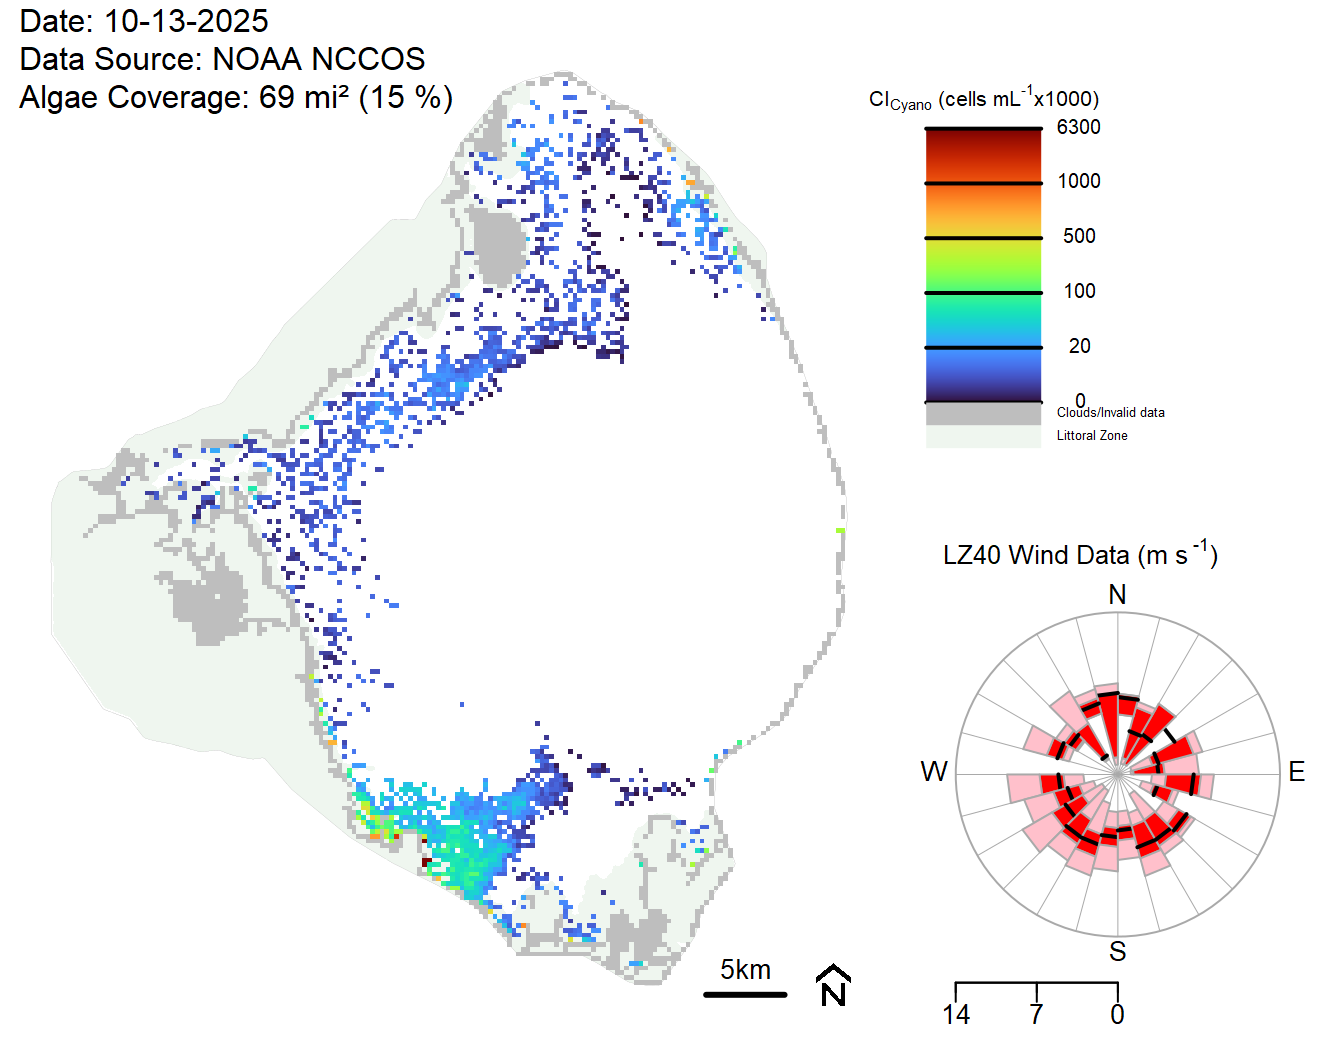 Date: 10-13-2025
Data Source: NOAA NCCOS
Algae Coverage: 69 mi² (15 %)
CICyano (cells mL-1x1000)
6300
1000
500
100
20
0
Clouds/Invalid data
Littoral Zone
LZ40 Wind Data (m s-1)
N
W
E
S
5km
N
14 7 0